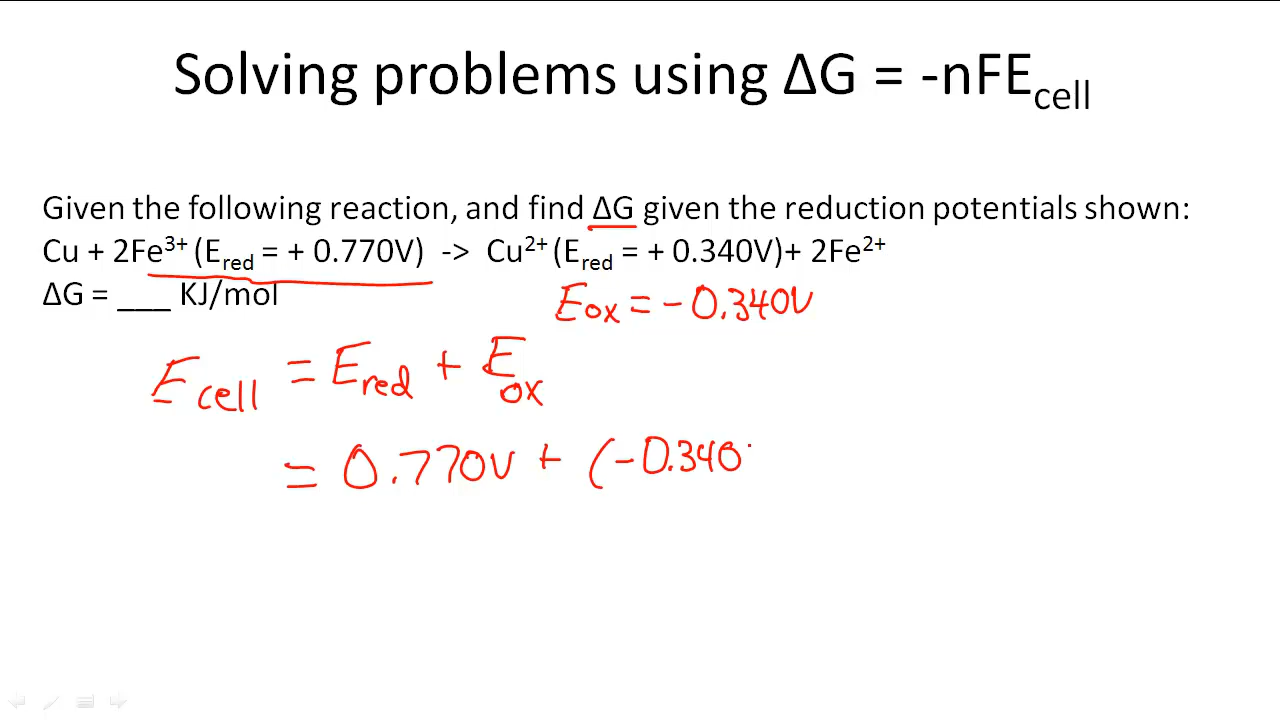 Solving problems using ΔG = -nFEcell
Given the following reaction, and find ΔG given the reduction potentials shown:
Cu + 2Fe³⁺ (Ered = + 0.770V) -> Cu²⁺ (Ered = + 0.340V)+ 2Fe²⁺
ΔG = ___ KJ/mol
Eox = - 0.340V
Ecell = Ered + Eox
= 0.770V + (-0.340